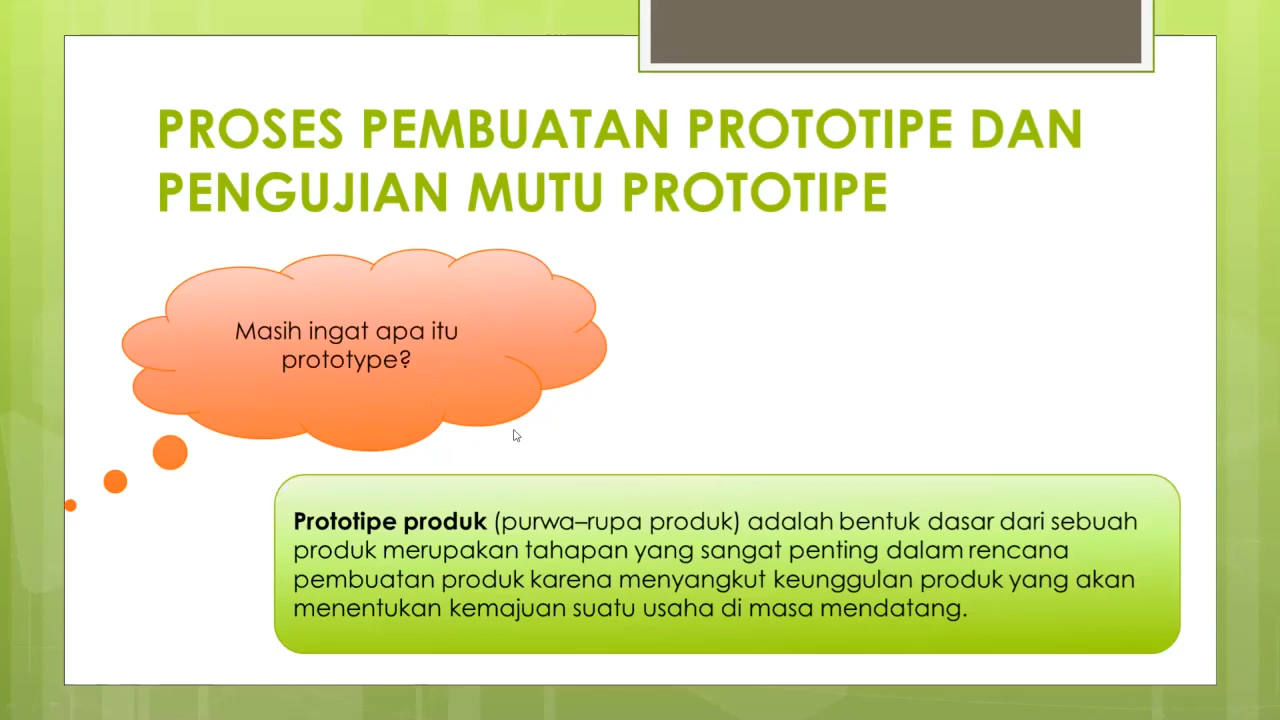 PROSES PEMBUATAN PROTOTIPE DAN
PENGUJIAN MUTU PROTOTIPE
Masih ingat apa itu
prototype?
Prototipe produk (purwa–rupa produk) adalah bentuk dasar dari sebuah
produk merupakan tahapan yang sangat penting dalam rencana
pembuatan produk karena menyangkut keunggulan produk yang akan
menentukan kemajuan suatu usaha di masa mendatang.